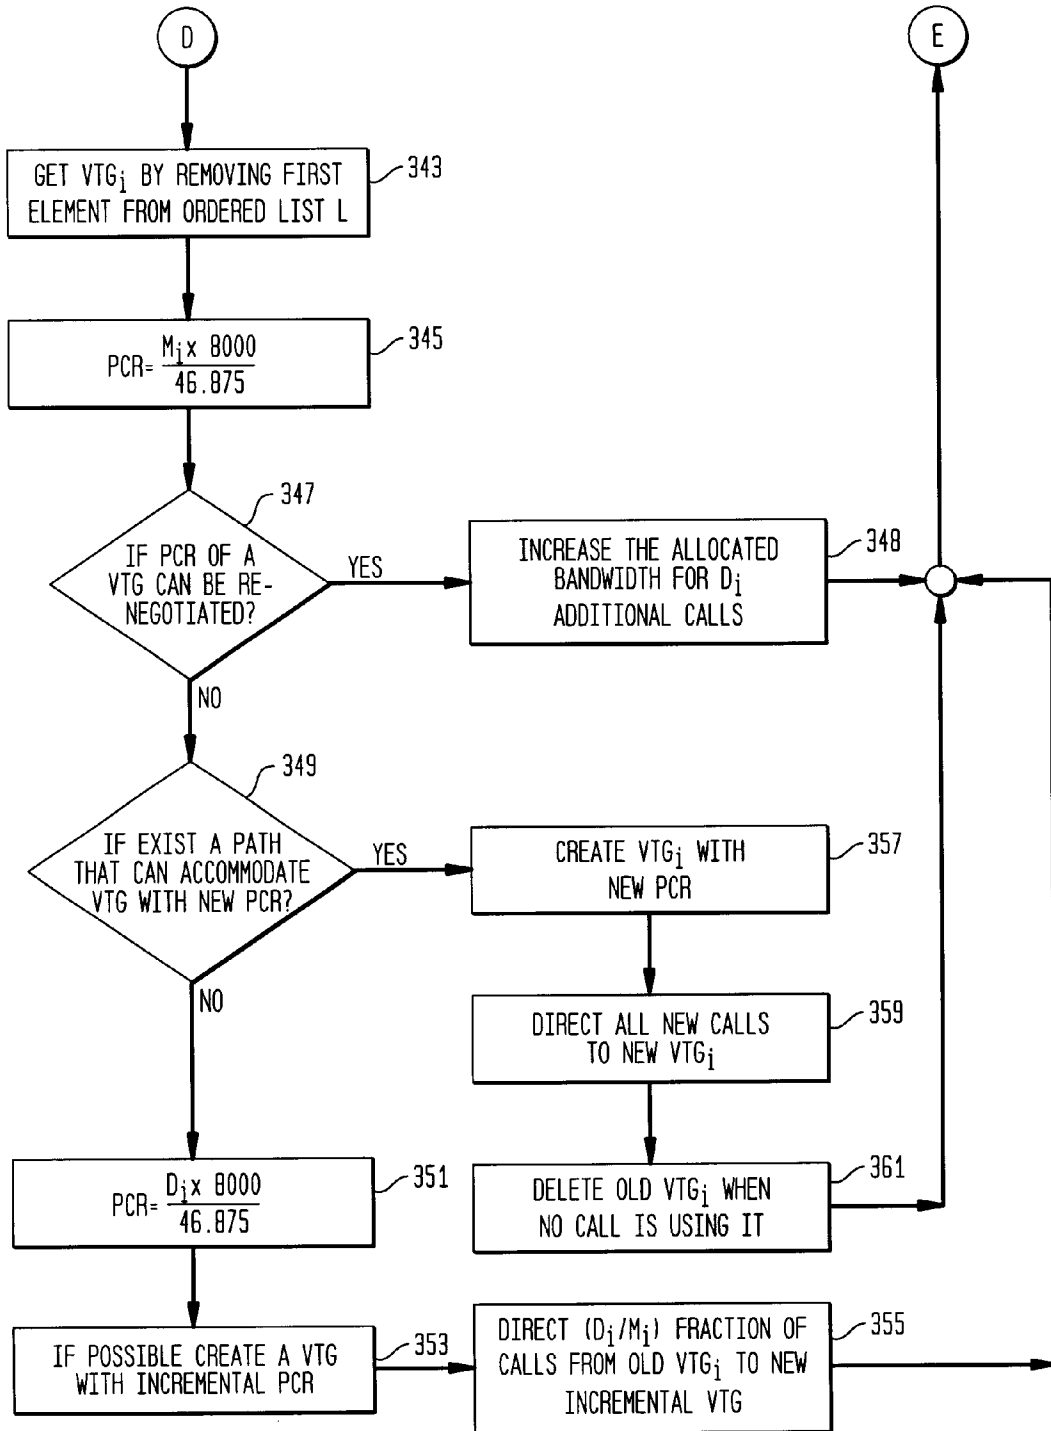 D
E
GET VTGi BY REMOVING FIRST
ELEMENT FROM ORDERED LIST L
343
PCR= Mi x 8000
46.875
345
IF PCR OF A
VTG CAN BE RE-
NEGOTIATED?
347
YES
NO
INCREASE THE ALLOCATED
BANDWIDTH FOR Di
ADDITIONAL CALLS
348
IF EXIST A PATH
THAT CAN ACCOMMODATE
VTG WITH NEW PCR?
349
YES
NO
CREATE VTGi WITH
NEW PCR
357
DIRECT ALL NEW CALLS
TO NEW VTGi
359
DELETE OLD VTGi WHEN
NO CALL IS USING IT
361
PCR= Di x 8000
46.875
351
IF POSSIBLE CREATE A VTG
WITH INCREMENTAL PCR
353
DIRECT (Di/Mi) FRACTION OF
CALLS FROM OLD VTGi TO NEW
INCREMENTAL VTG
355